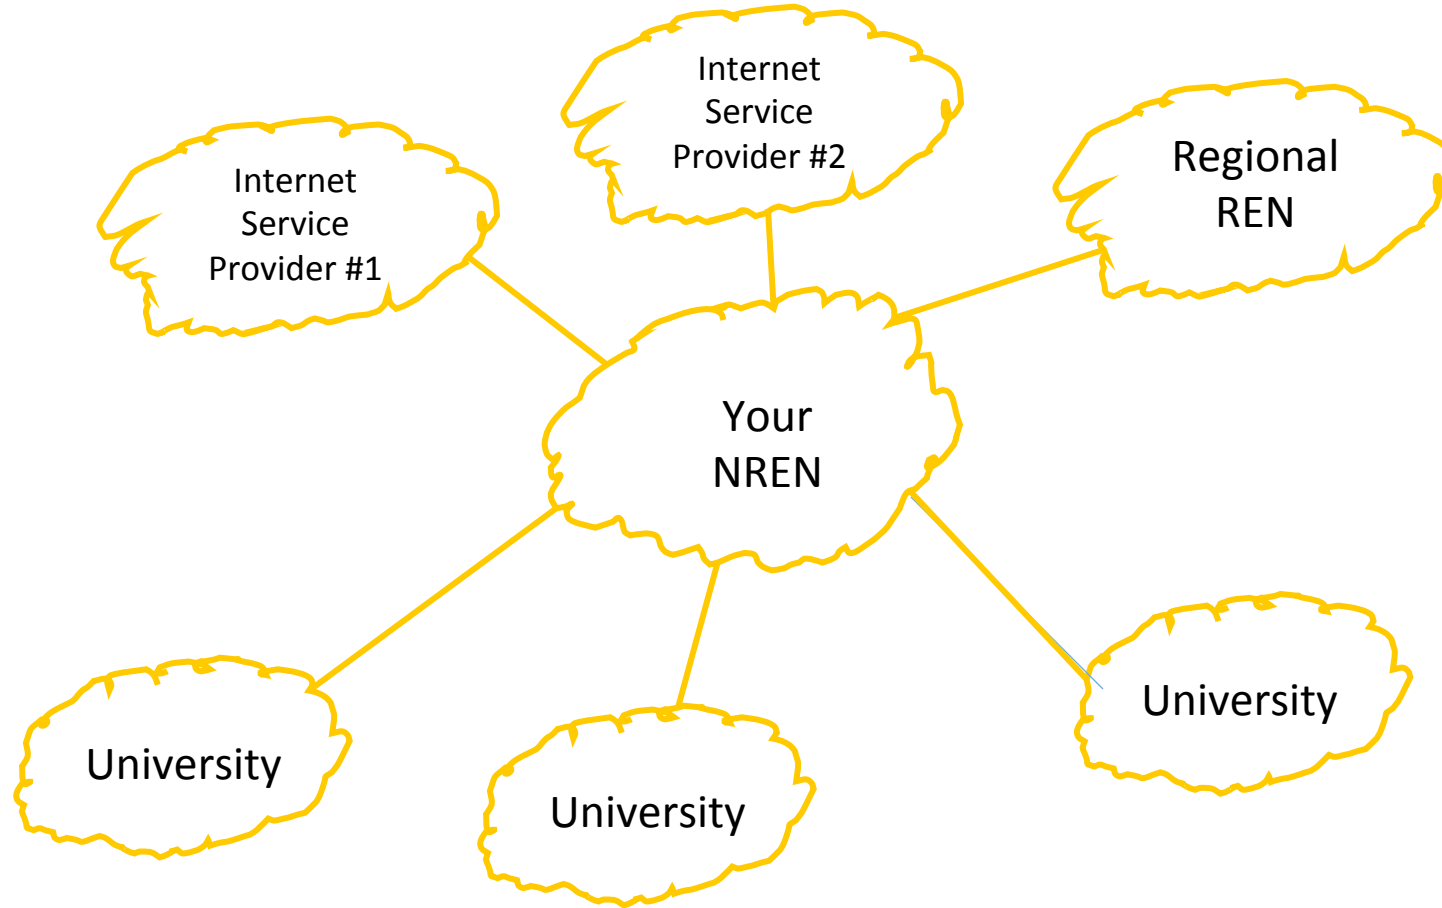 Internet
Service
Provider #1
Internet
Service
Provider #2
Regional
REN
Your
NREN
University
University
University